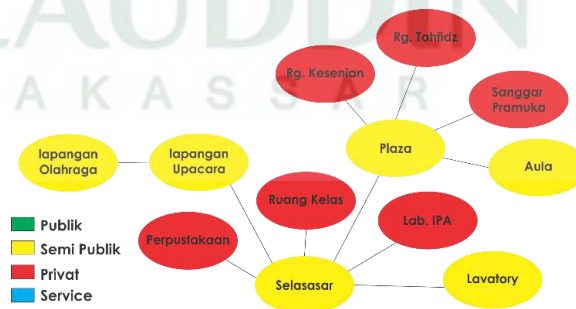 LAUDDIN
A K A S S A R
Rg. Tahfidz
Rg. Kesenian
Sanggar
Pramuka
Plaza
Aula
lapangan
Olahraga
lapangan
Upacara
Ruang Kelas
Lab. IPA
Perpustakaan
Selasasar
Lavatory
Publik
Semi Publik
Privat
Service